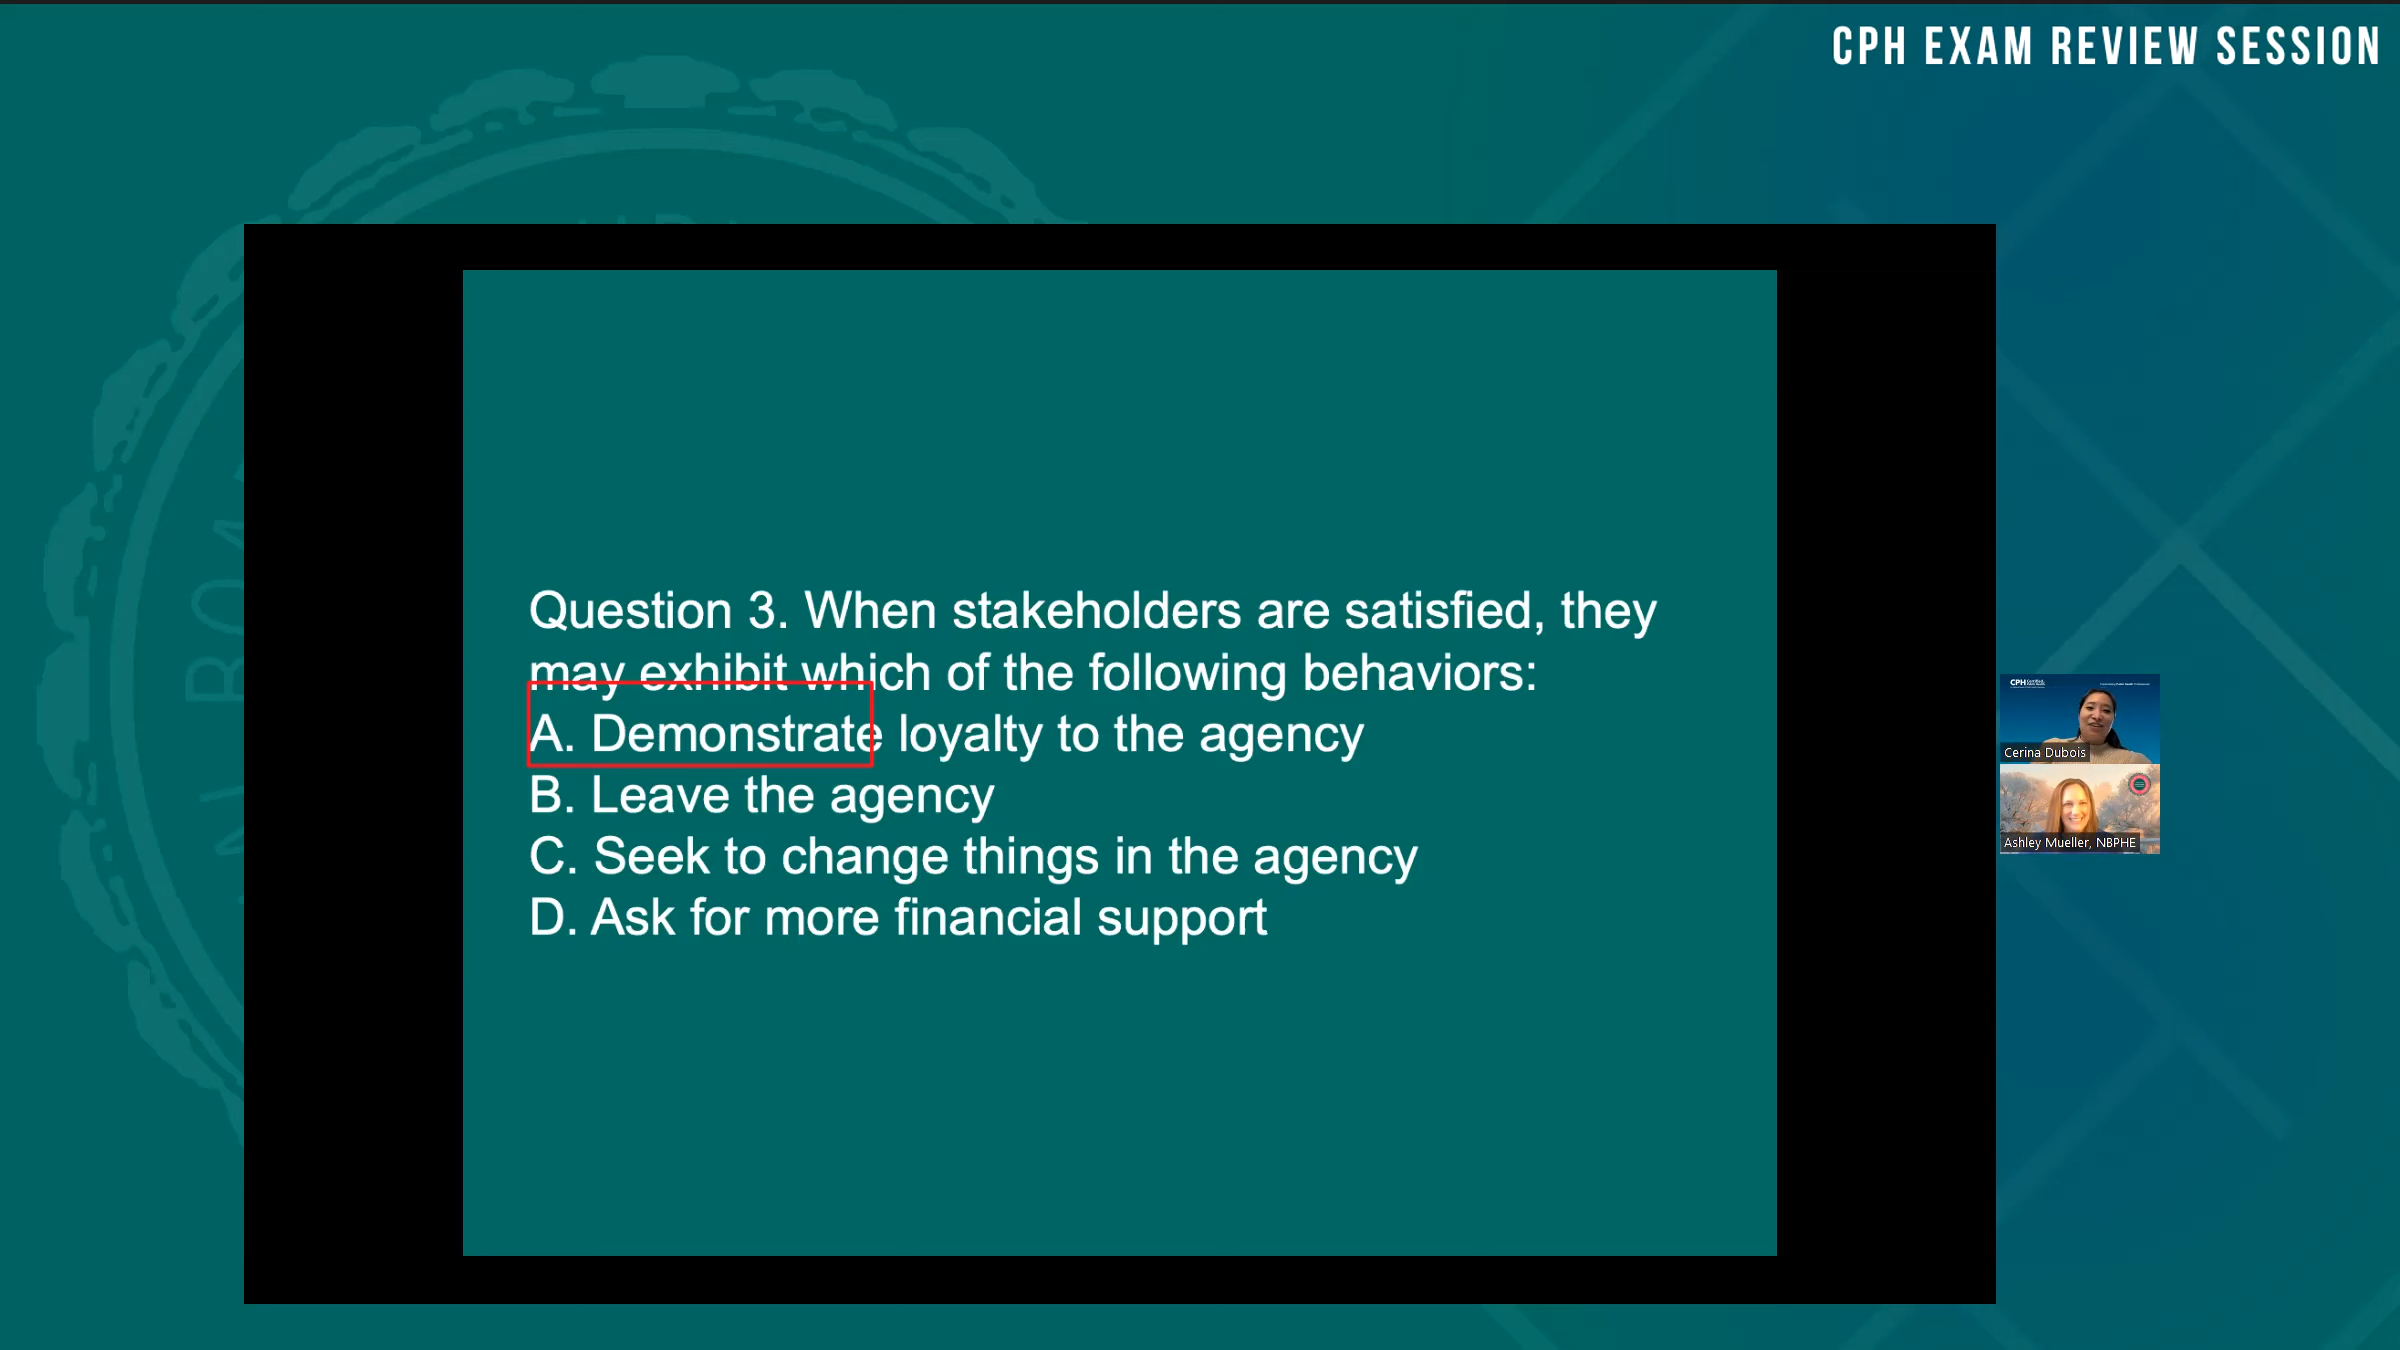 CPH EXAM REVIEW SESSION
Question 3. When stakeholders are satisfied, they
may exhibit which of the following behaviors:
A. Demonstrate loyalty to the agency
B. Leave the agency
C. Seek to change things in the agency
D. Ask for more financial support
CPH
Cerina Dubois
Ashley Mueller, NBPHE